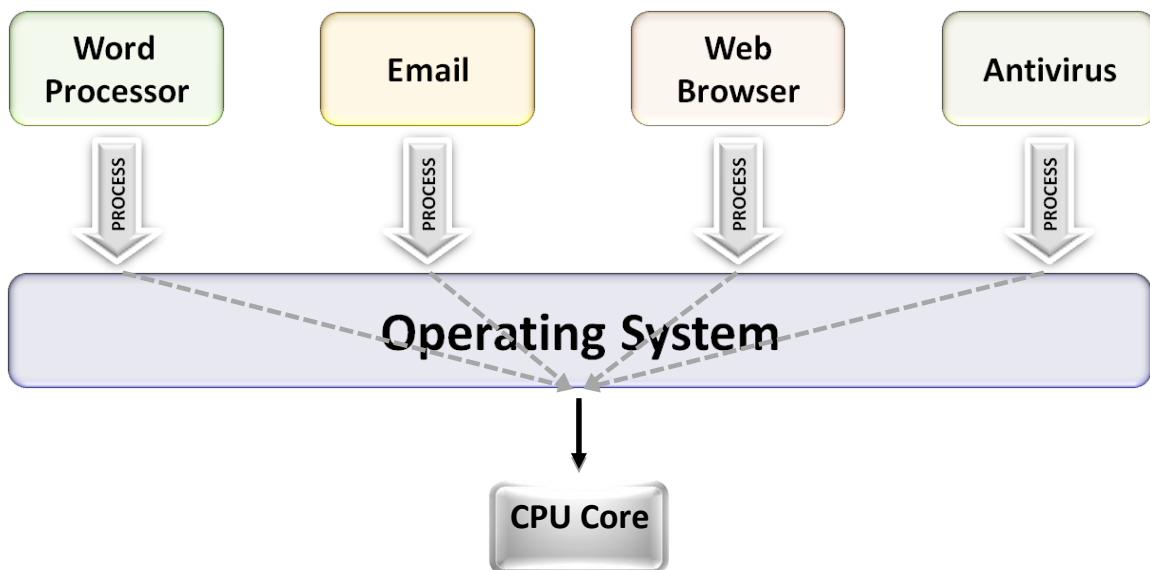 Word
Processor
Email
Web
Browser
Antivirus
PROCESS
PROCESS
PROCESS
PROCESS
Operating System
CPU Core